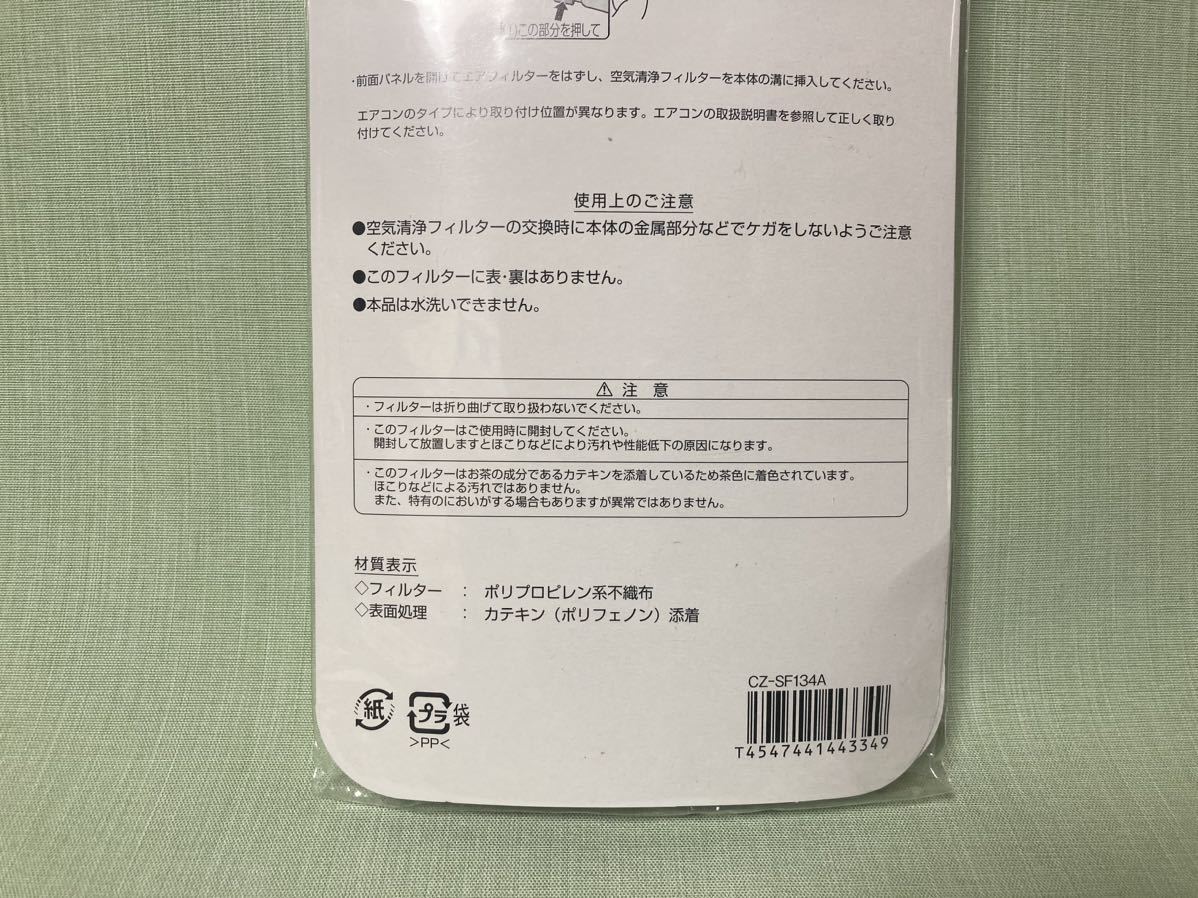 この部分を押して
・前面パネルを開けてエアフィルターをはずし、空気清浄フィルターを本体の溝に挿入してください。
エアコンのタイプにより取り付け位置が異なります。エアコンの取扱説明書を参照して正しく取り
付けてください。
使用上のご注意
●空気清浄フィルターの交換時に本体の金属部分などでケガをしないようご注意
ください。
●このフィルターに表・裏はありません。
●本品は水洗いできません。
⚠ 注 意
・フィルターは折り曲げて取り扱わないでください。
・このフィルターはご使用時に開封してください。
開封して放置しますとほこりなどにより汚れや性能低下の原因になります。
・このフィルターはお茶の成分であるカテキンを添着しているため茶色に着色されています。
ほこりなどによる汚れではありません。
また、特有のにおいがする場合もありますが異常ではありません。
材質表示
◇フィルター ： ポリプロピレン系不織布
◇表面処理 ： カテキン（ポリフェノン）添着
紙 プラ 袋
>PP<
CZ-SF134A
T4547441443349